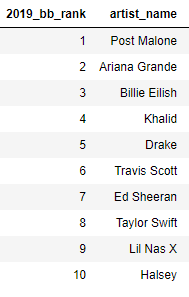 2019_bb_rank artist_name
1 Post Malone
2 Ariana Grande
3 Billie Eilish
4 Khalid
5 Drake
6 Travis Scott
7 Ed Sheeran
8 Taylor Swift
9 Lil Nas X
10 Halsey